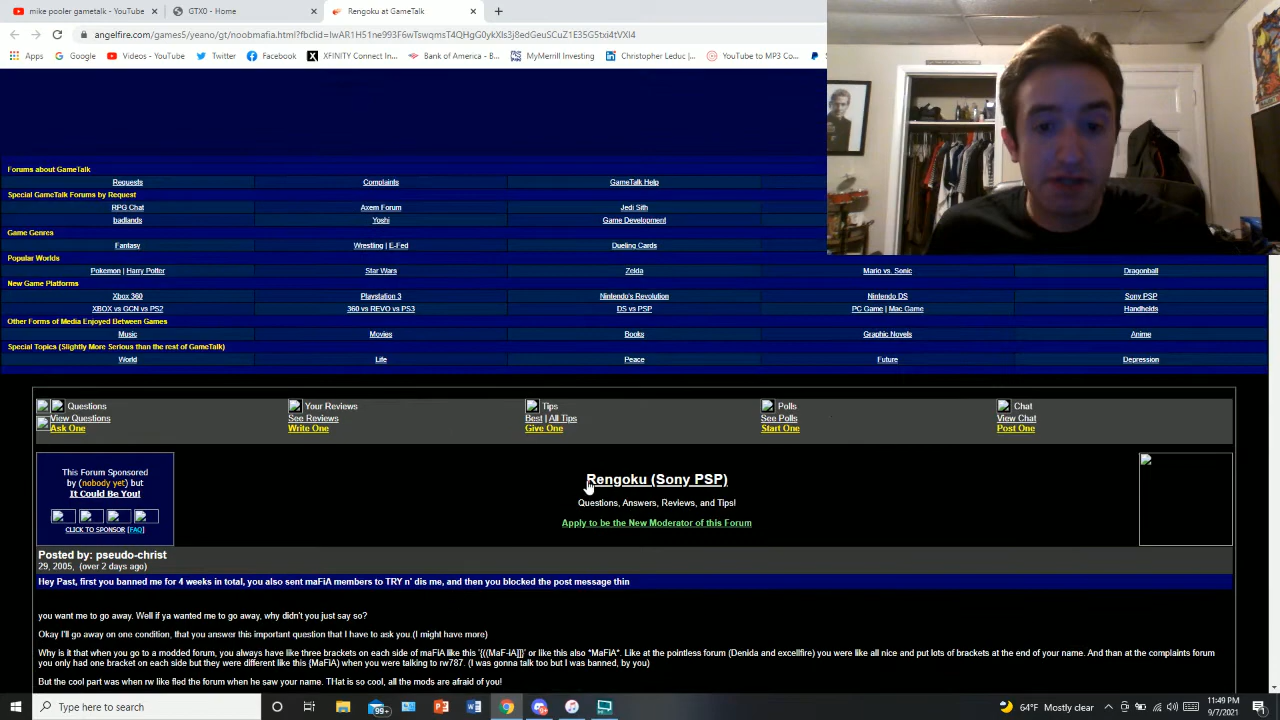 mike pooler gametalk - YouTube
GTX0 - Home
Rengoku at GameTalk
angelfire.com/games5/yeano/gt/noobmafia.html?fbclid=
Apps
Google
Videos - YouTube
Twitter
Facebook
XFINITY Connect In...
Bank of America -...
MyMerrill Investing
Christopher Leduc |...
YouTube to MP3 Co...
Forums about GameTalk
Requests Complaints GameTalk Help
Special GameTalk Forums by Request
RPG Chat Axem Forum Jedi Sith
badlands Yoshi Game Development
Game Genres
Fantasy Wrestling | E-Fed Dueling Cards
Popular Worlds
Pokemon | Harry Potter Star Wars Zelda Mario vs. Sonic Dragonball
New Game Platforms
Xbox 360 Playstation 3 Nintendo's Revolution Nintendo DS Sony PSP
XBOX vs GCN vs PS2 360 vs REVO vs PS3 DS vs PSP PC Game | Mac Game Handhelds
Other Forms of Media Enjoyed Between Games
Music Movies Books Graphic Novels Anime
Special Topics (Slightly More Serious than the rest of GameTalk)
World Life Peace Future Depression
Questions Your Reviews Tips Polls Chat
View Questions See Reviews Best | All Tips See Polls View Chat
Ask One Write One Give One Start One Post One
This Forum Sponsored
by (nobody yet) but
It Could Be You!
CLICK TO SPONSOR [FAQ]
Rengoku (Sony PSP)
Questions, Answers, Reviews, and Tips!
Apply to be the New Moderator of this Forum
Posted by: pseudo-christ
29, 2005, (over 2 days ago)
Hey Past, first you banned me for 4 weeks in total, you also sent maFiA members to TRY n' dis me, and then you blocked the post message thin
you want me to go away. Well if ya wanted me to go away, why didn't you just say so?
Okay I'll go away on one condition, that you answer this important question that I have to ask you (I might have more)
Why is it that when you go to a modded forum, you always have like three brackets on each side of maFiA like this '{{(MaF-iA]}}' or like this also *MaFiA*. Like at the pointless forum (Denida and excellfire) you were like all nice and put lots of brackets at the end of your name. And than at the complaints forum
you only had one bracket on each side but they were different like this {MaFiA} when you were talking to rw787. (I was gonna talk too but I was banned, by you)
But the cool part was when rw like fled the forum when he saw your name. THat is so cool, all the mods are afraid of you!
Type here to search
99+
64°F Mostly clear
11:49 PM
9/7/2021